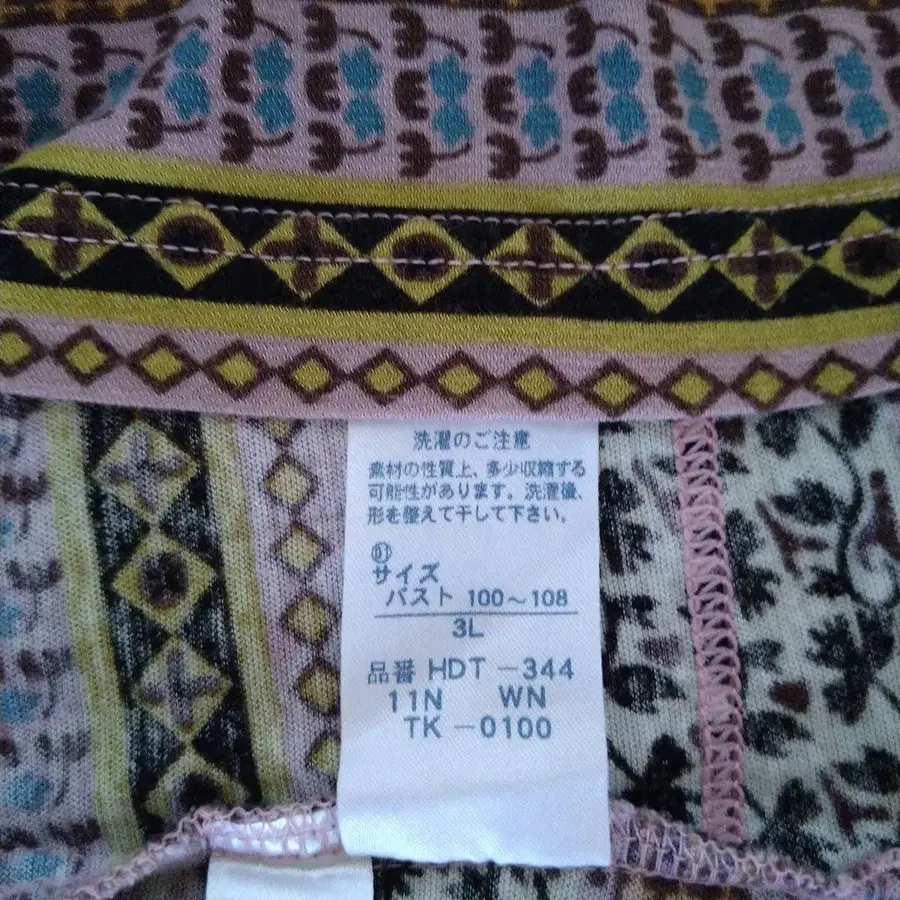 洗濯のご注意
素材の性質上、多少収縮する
可能性があります。洗濯後、
形を整えて干して下さい。
サイズ
バスト 100〜108
3L
品番 HDT-344
11N WN
TK-0100